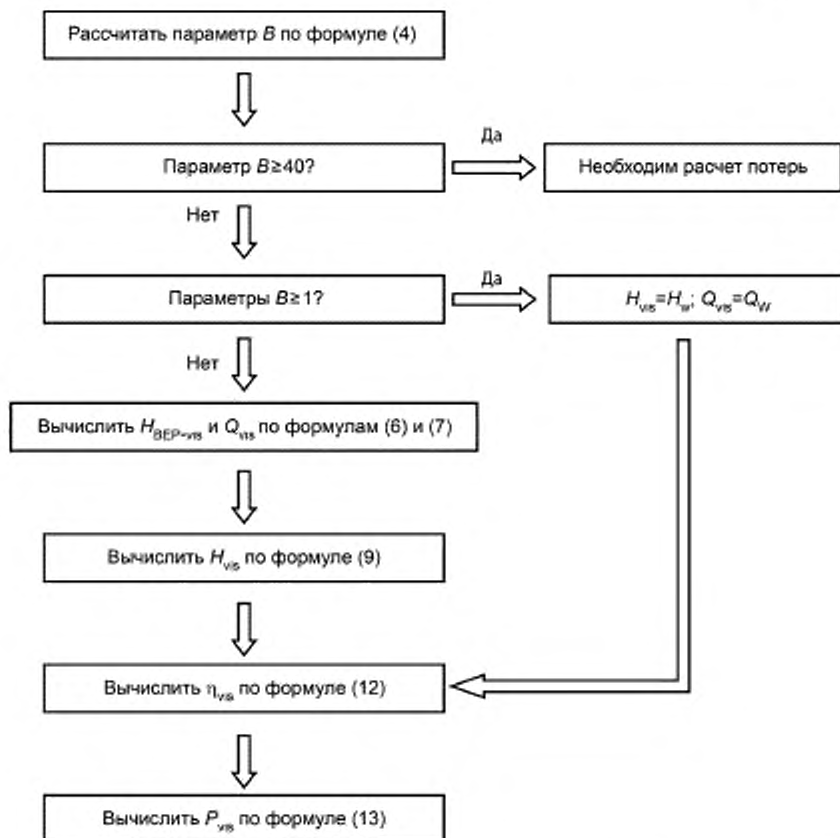 Рассчитать параметр B по формуле (4)
Да
Параметр B≥40?
Необходим расчет потерь
Нет
Да
Параметры B≥1?
Hvis=Hw; Qvis=QW
Нет
Вычислить HBEP-vis и Qvis по формулам (6) и (7)
Вычислить Hvis по формуле (9)
Вычислить ηvis по формуле (12)
Вычислить Pvis по формуле (13)